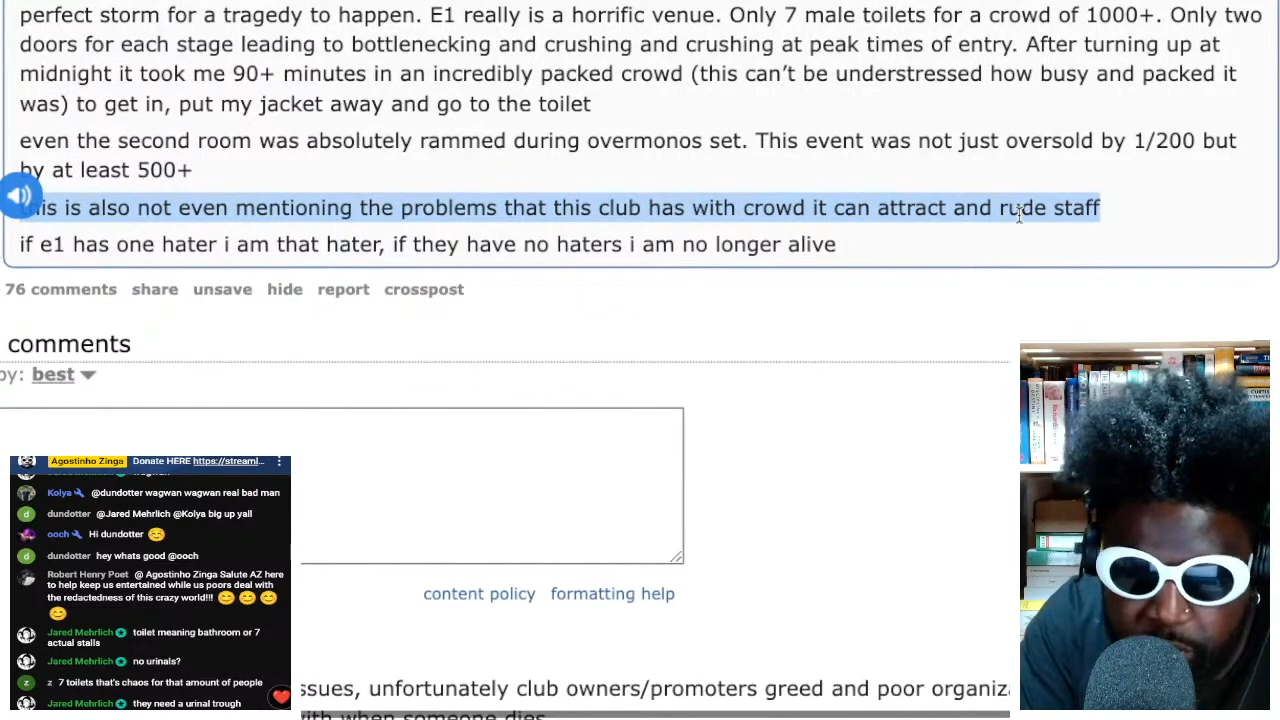 perfect storm for a tragedy to happen. E1 really is a horrific venue. Only 7 male toilets for a crowd of 1000+. Only two
doors for each stage leading to bottlenecking and crushing and crushing at peak times of entry. After turning up at
midnight it took me 90+ minutes in an incredibly packed crowd (this can't be understressed how busy and packed it
was) to get in, put my jacket away and go to the toilet
even the second room was absolutely rammed during overmonos set. This event was not just oversold by 1/200 but
by at least 500+
this is also not even mentioning the problems that this club has with crowd it can attract and rude staff
if e1 has one hater i am that hater, if they have no haters i am no longer alive
76 comments share unsave hide report crosspost
comments
by: best
Agostinho Zinga Donate HERE https://streaml...
Kolya @dundotter wagwan wagwan real bad man
d dundotter @Jared Mehrlich @Kolya big up yall
ooch Hi dundotter 😊
d dundotter hey whats good @ooch
Robert Henry Poet @ Agostinho Zinga Salute AZ here
to help keep us entertained while us poors deal with
the redactedness of this crazy world!!! 😊 😊 😊
😊
Jared Mehrlich toilet meaning bathroom or 7
actual stalls
Jared Mehrlich no urinals?
z z 7 toilets that's chaos for that amount of people
Jared Mehrlich they need a urinal trough
content policy formatting help
ssues, unfortunately club owners/promoters greed and poor organiz
with when someone dies